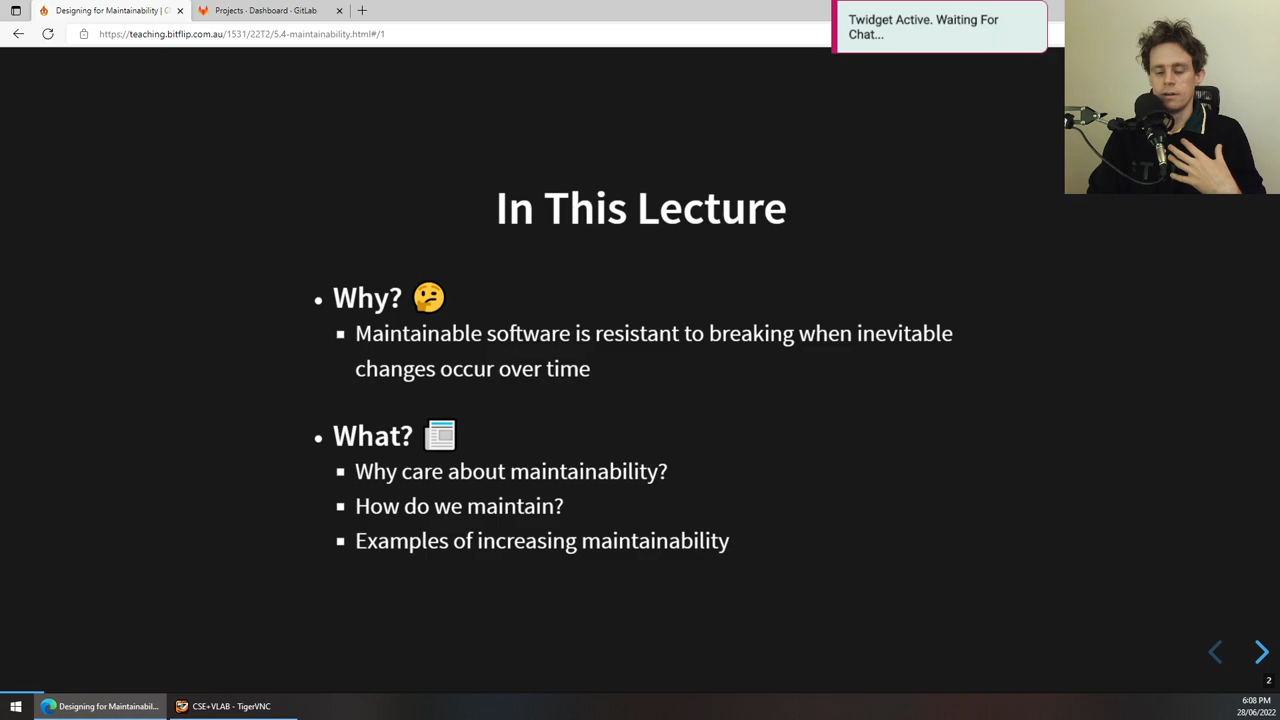 Designing for Maintainability | C
Projects · Dashboard · GitLab
https://teaching.bitflip.com.au/1531/22T2/5.4-maintainability.html#/1
Twidget Active. Waiting For
Chat...
In This Lecture
Why? 🤔
Maintainable software is resistant to breaking when inevitable
changes occur over time
What? 📰
Why care about maintainability?
How do we maintain?
Examples of increasing maintainability
2
Designing for Maintainabil...
CSE+VLAB - TigerVNC
6:08 PM
28/06/2022